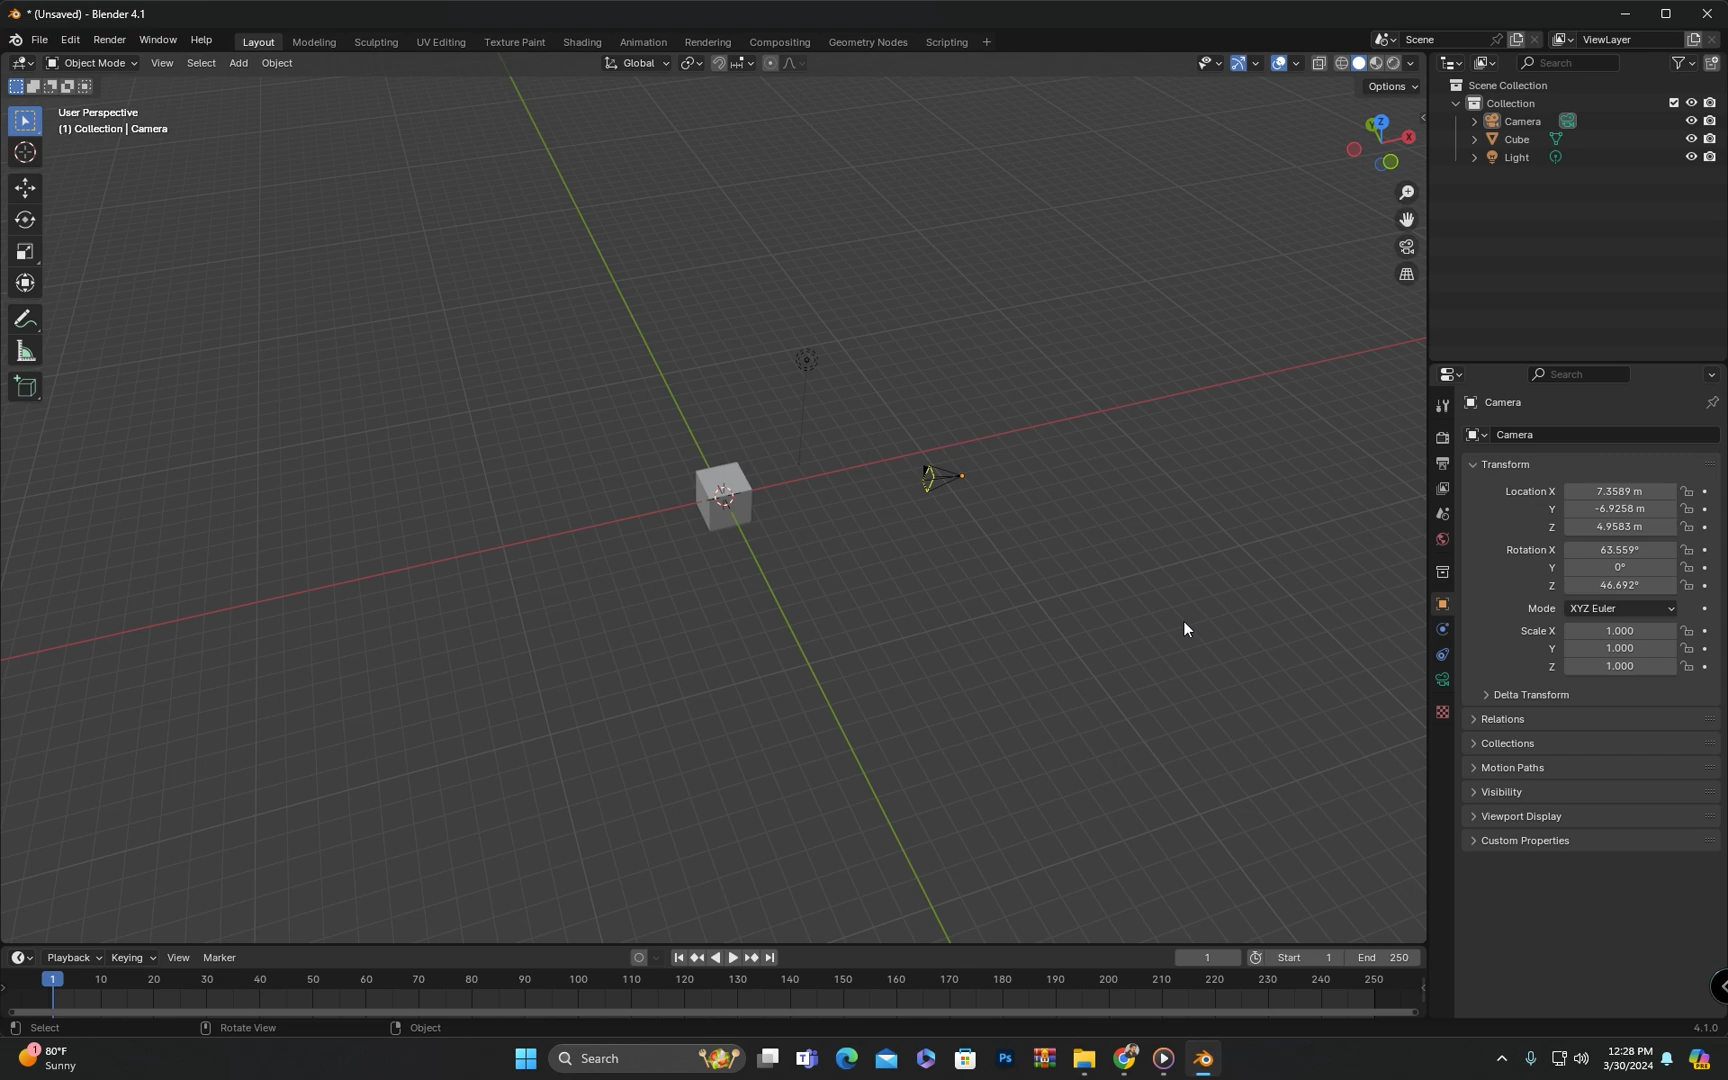 * (Unsaved) - Blender 4.1
File Edit Render Window Help Layout Modeling Sculpting UV Editing Texture Paint Shading Animation Rendering Compositing Geometry Nodes Scripting + Scene ViewLayer
Object Mode View Select Add Object Global Search
Options
User Perspective
(1) Collection | Camera
Z
Y
X
Scene Collection
Collection
Camera
Cube
Light
Search
Camera
Camera
Transform
Location X 7.3589 m
Y -6.9258 m
Z 4.9583 m
Rotation X 63.559°
Y 0°
Z 46.692°
Mode XYZ Euler
Scale X 1.000
Y 1.000
Z 1.000
Delta Transform
Relations
Collections
Motion Paths
Visibility
Viewport Display
Custom Properties
Playback Keying View Marker 1 Start 1 End 250
1 10 20 30 40 50 60 70 80 90 100 110 120 130 140 150 160 170 180 190 200 210 220 230 240 250
Select Rotate View Object 4.1.0
1 80°F
Sunny
Search
Ps
PRE
12:28 PM
3/30/2024